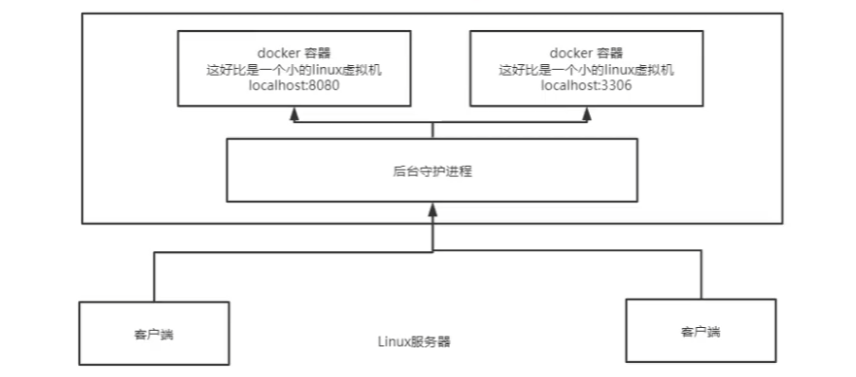 docker 容器
这好比是一个小的linux虚拟机
localhost:8080
docker 容器
这好比是一个小的linux虚拟机
localhost:3306
后台守护进程
客户端
Linux服务器
客户端